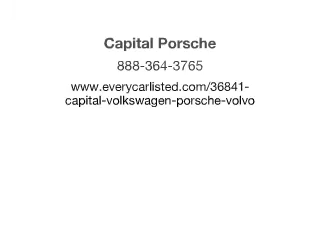 Capital Porsche
888-364-3765
www.everycarlisted.com/36841-
capital-volkswagen-porsche-volvo